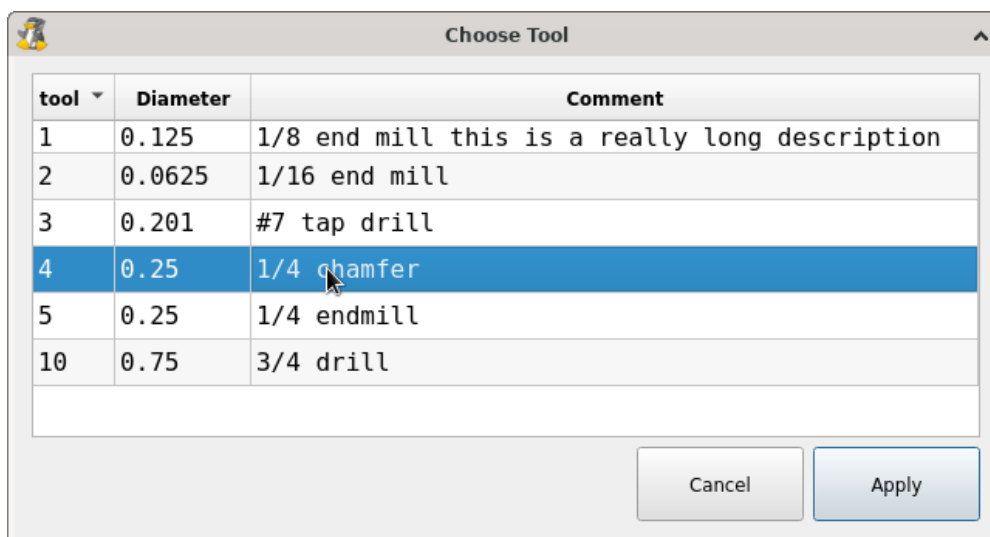 Choose Tool
tool Diameter Comment
1 0.125 1/8 end mill this is a really long description
2 0.0625 1/16 end mill
3 0.201 #7 tap drill
4 0.25 1/4 chamfer
5 0.25 1/4 endmill
10 0.75 3/4 drill
Cancel Apply